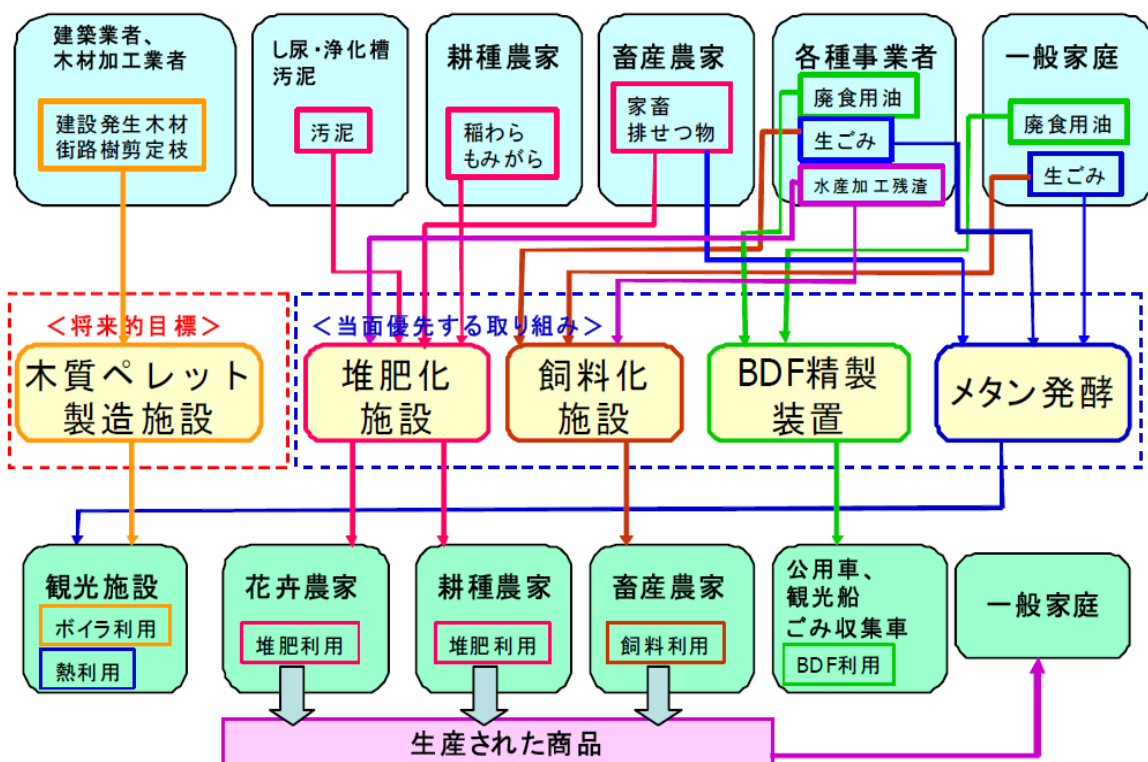 建築業者、
木材加工業者
建設発生木材
街路樹剪定枝
し尿・浄化槽
汚泥
汚泥
耕種農家
稲わら
もみがら
畜産農家
家畜
排せつ物
各種事業者
廃食用油
生ごみ
水産加工残渣
一般家庭
廃食用油
生ごみ
＜将来的目標＞
＜当面優先する取り組み＞
木質ペレット
製造施設
堆肥化
施設
飼料化
施設
BDF精製
装置
メタン発酵
観光施設
ボイラ利用
熱利用
花卉農家
堆肥利用
耕種農家
堆肥利用
畜産農家
飼料利用
公用車、
観光船
ごみ収集車
BDF利用
一般家庭
生産された商品